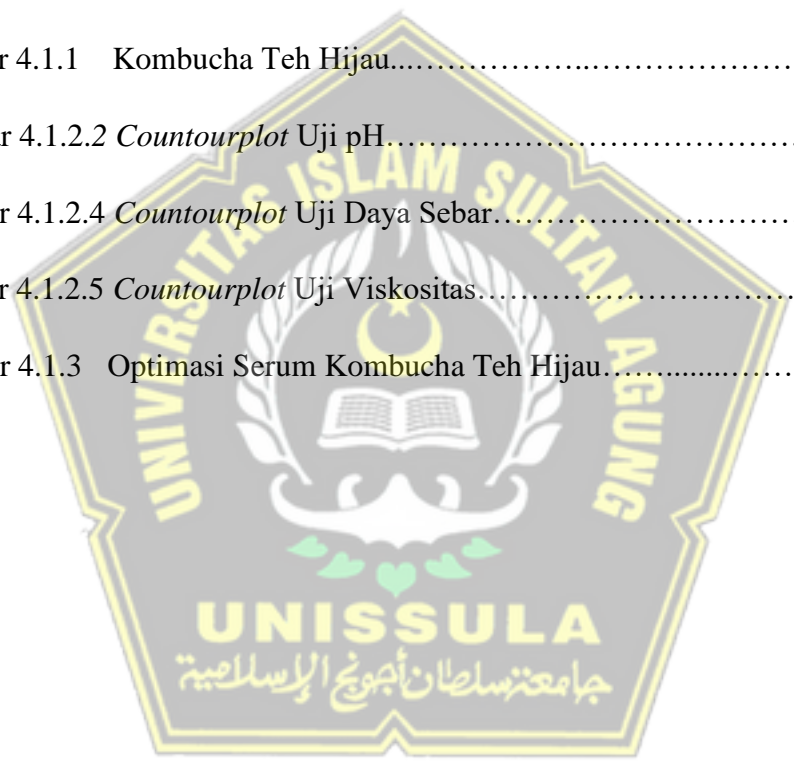 r 4.1.1 Kombucha Teh Hijau...……………..…………………
ar 4.1.2.2 Countourplot Uji pH……………………………….
r 4.1.2.4 Countourplot Uji Daya Sebar………………………
r 4.1.2.5 Countourplot Uji Viskositas….…………………….…
r 4.1.3 Optimasi Serum Kombucha Teh Hijau……........……
UNIVERSITAS ISLAM SULTAN AGUNG
UNISSULA
جامعة سلطان أجونج الإسلامية